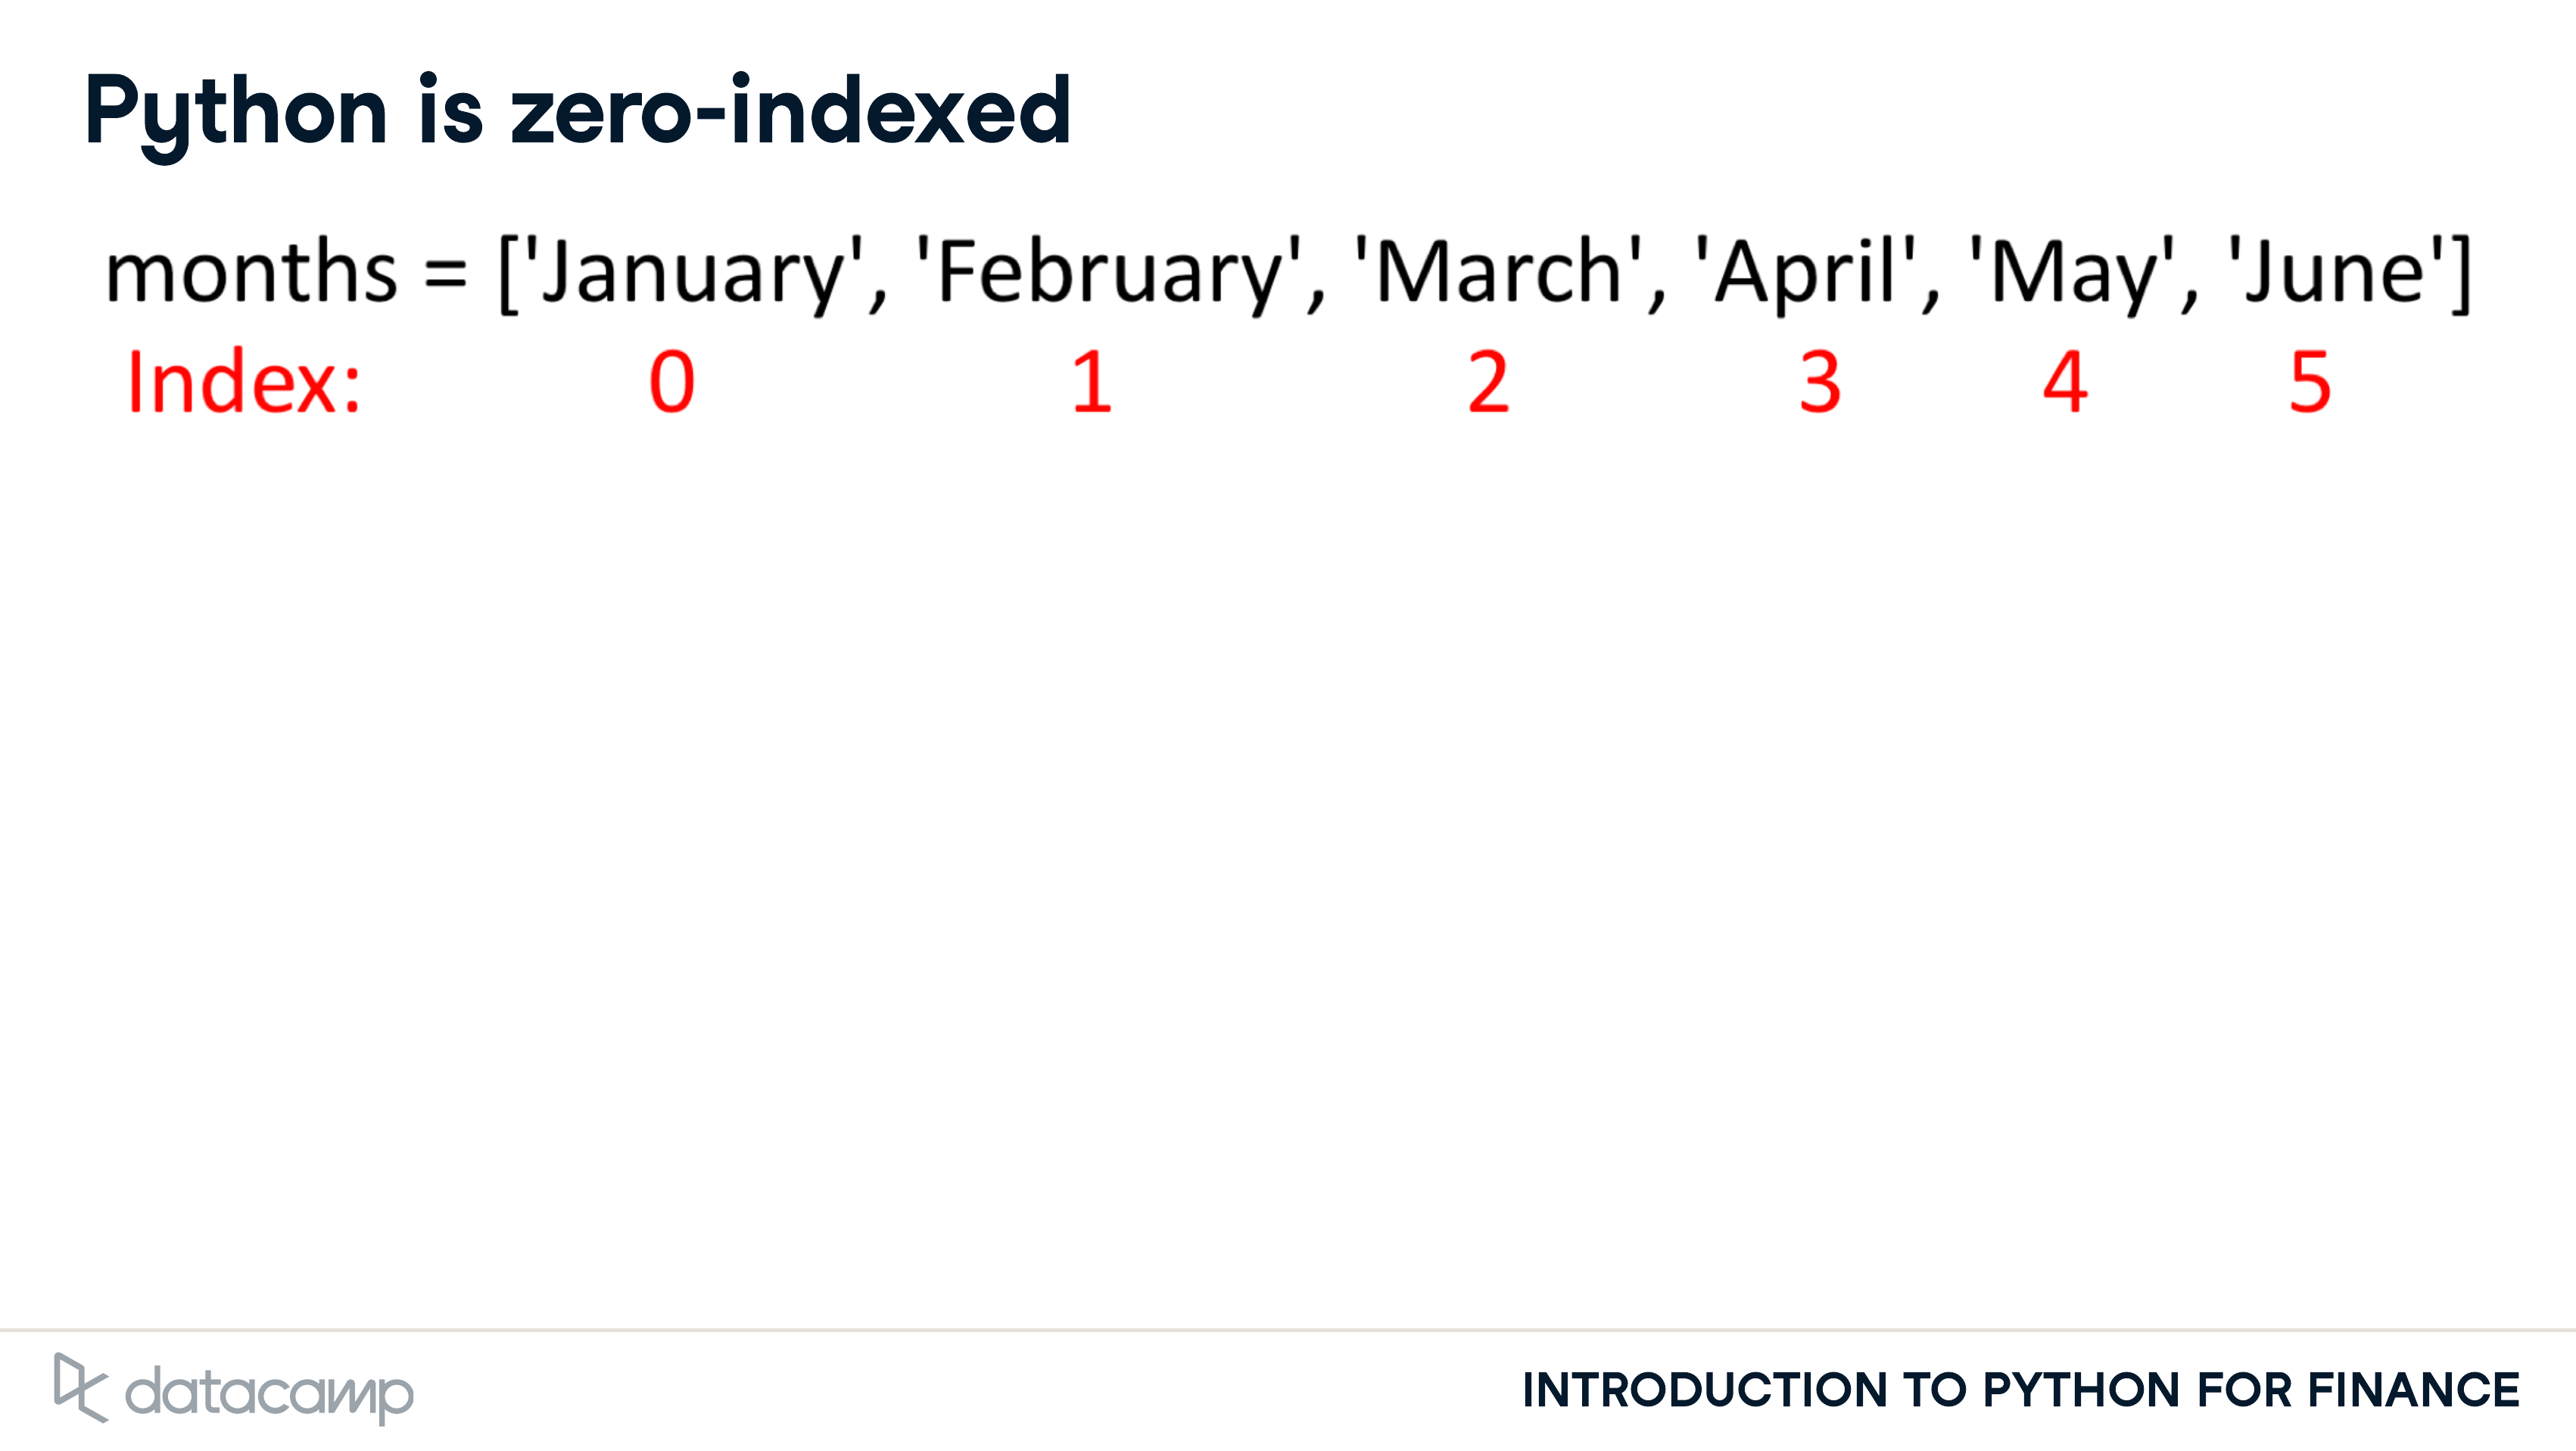 Python is zero-indexed
months = ['January', 'February', 'March', 'April', 'May', 'June']
Index: 0 1 2 3 4 5
datacamp
INTRODUCTION TO PYTHON FOR FINANCE